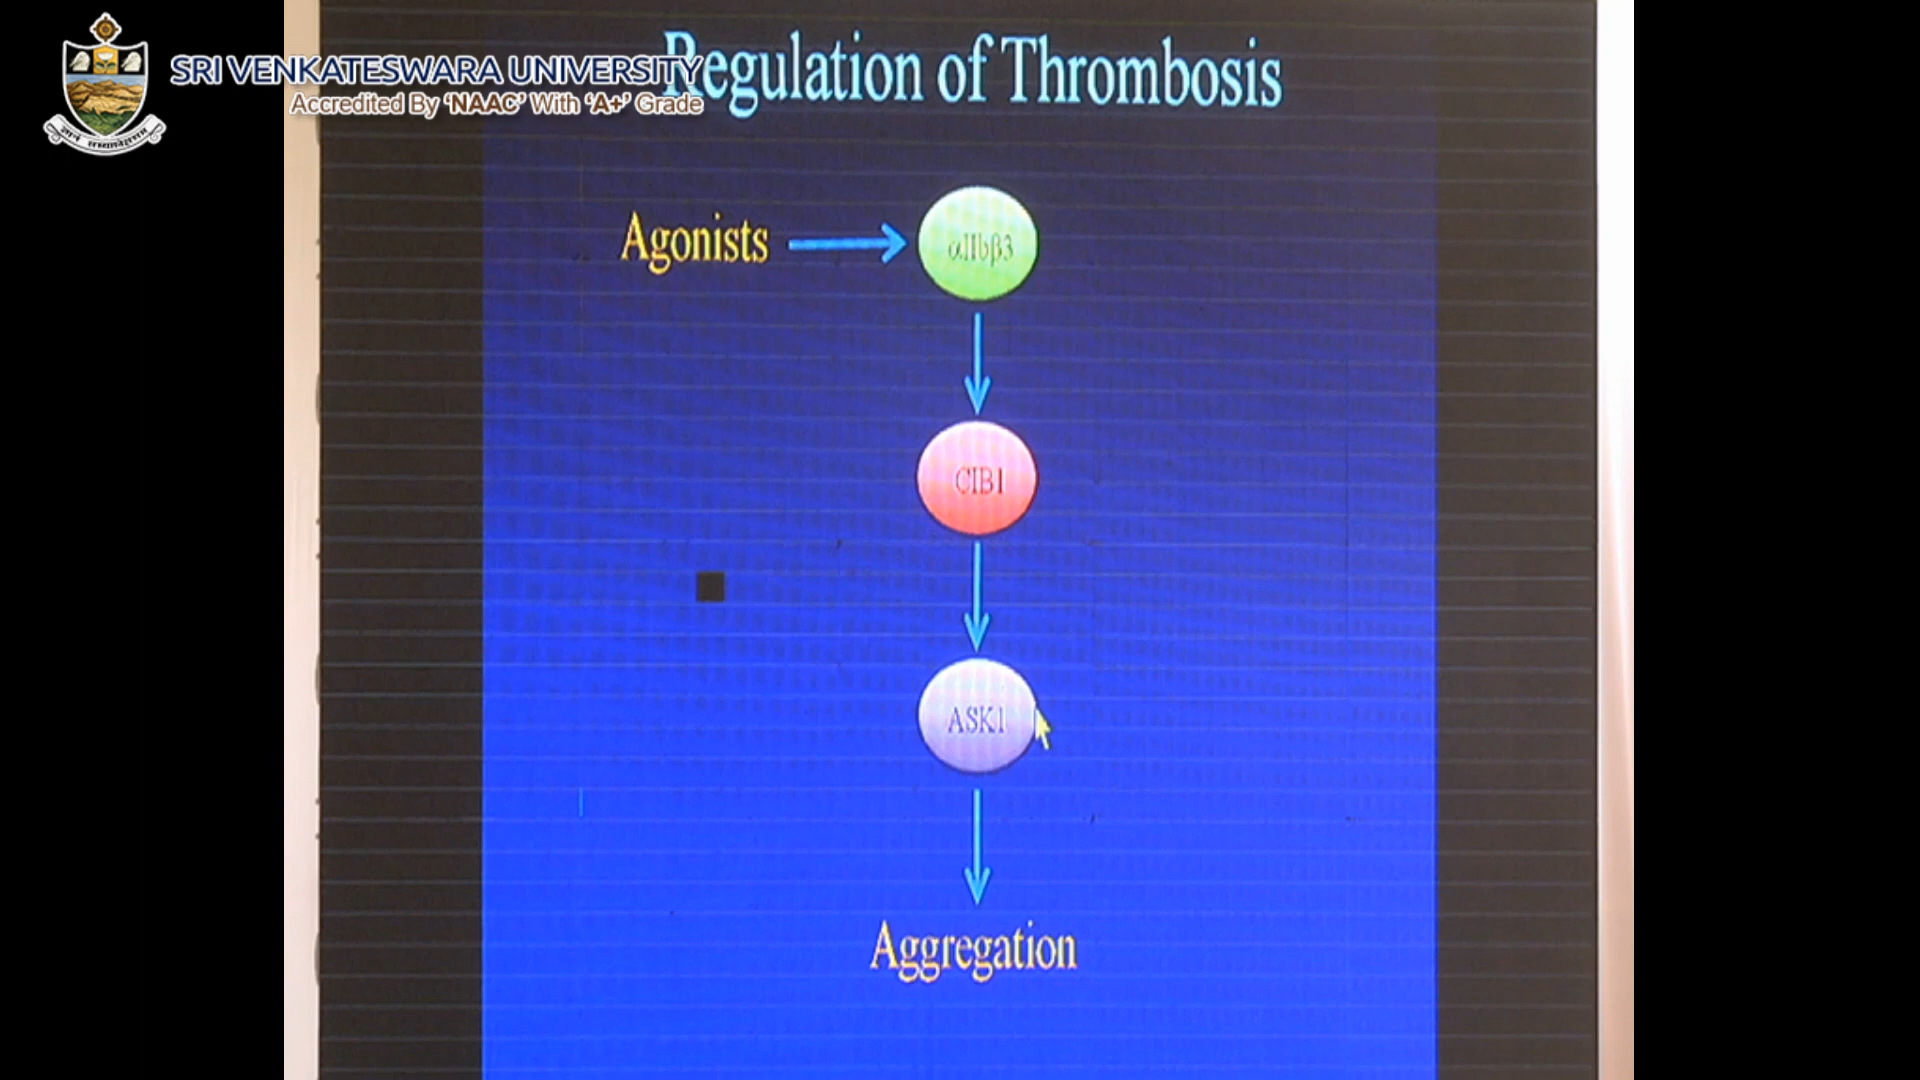 SRI VENKATESWARA UNIVERSITY
Accredited By ‘NAAC’ With ‘A+’ Grade
Regulation of Thrombosis
Agonists
αIIbβ3
CIB1
ASK1
Aggregation